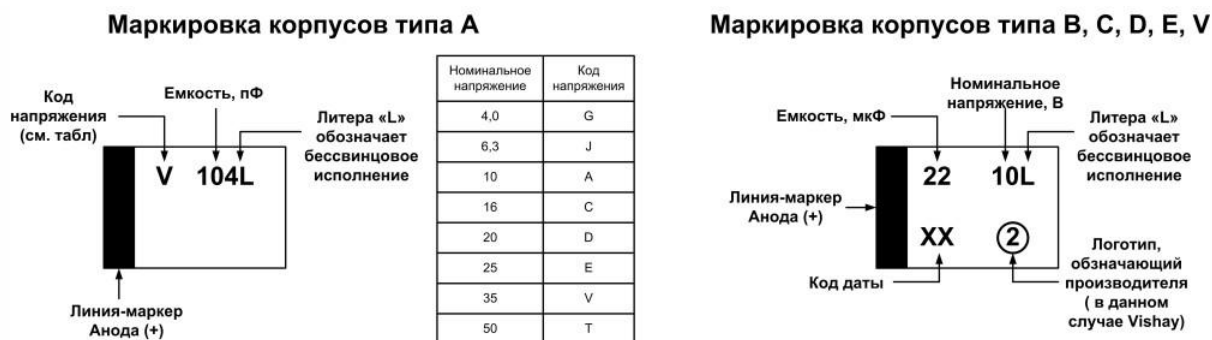 Маркировка корпусов типа А
Код
напряжения
(см. табл)
Емкость, пФ
Литера «L»
обозначает
бессвинцовое
исполнение
V 104L
Линия-маркер
Анода (+)
Номинальное напряжение Код напряжения
4,0 G
6,3 J
10 A
16 C
20 D
25 E
35 V
50 T
Маркировка корпусов типа B, C, D, E, V
Номинальное
напряжение, В
Емкость, мкФ
Литера «L»
обозначает
бессвинцовое
исполнение
22 10L
Линия-маркер
Анода (+)
XX 2
Код даты
Логотип,
обзначающий
производителя
( в данном
случае Vishay)